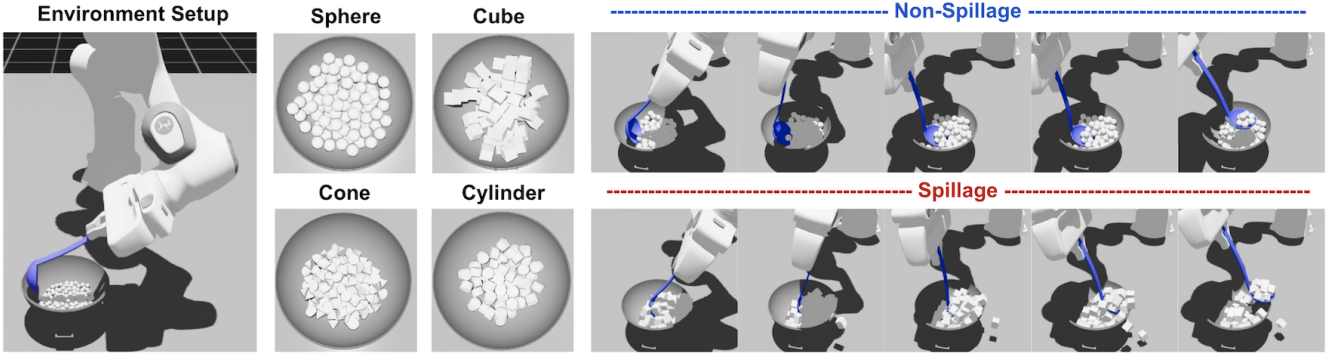 Environment Setup
Sphere
Cube
Cone
Cylinder
Non-Spillage
Spillage